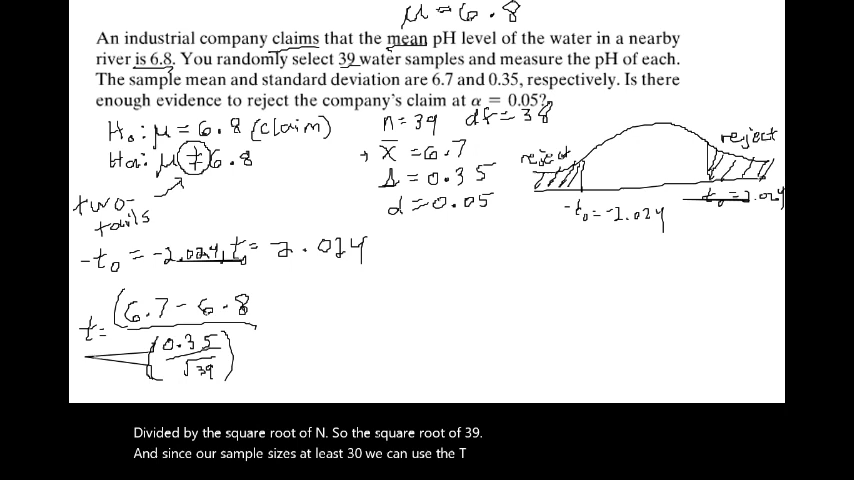 μ = 6.8
An industrial company claims that the mean pH level of the water in a nearby
river is 6.8. You randomly select 39 water samples and measure the pH of each.
The sample mean and standard deviation are 6.7 and 0.35, respectively. Is there
enough evidence to reject the company's claim at α = 0.05?
H₀: μ = 6.8 (claim)
Ha: μ ≠ 6.8
two-
tails
n = 39 df = 38
x̄ = 6.7
s = 0.35
α = 0.05
reject
reject
-t₀ = -2.024
t₀ = 2.024
-t₀ = -2.024, t₀ = 2.024
t = (6.7 - 6.8
(0.35
√39)
Divided by the square root of N. So the square root of 39.
And since our sample sizes at least 30 we can use the T